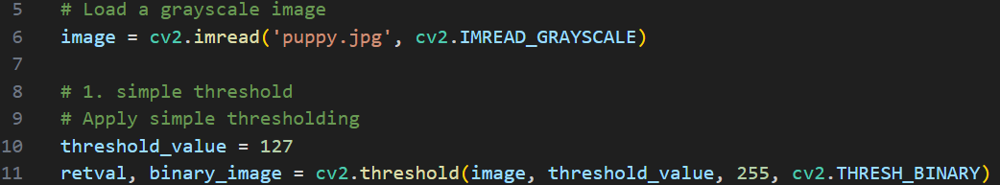 5 # Load a grayscale image
6 image = cv2.imread('puppy.jpg', cv2.IMREAD_GRAYSCALE)
7
8 # 1. simple threshold
9 # Apply simple thresholding
10 threshold_value = 127
11 retval, binary_image = cv2.threshold(image, threshold_value, 255, cv2.THRESH_BINARY)